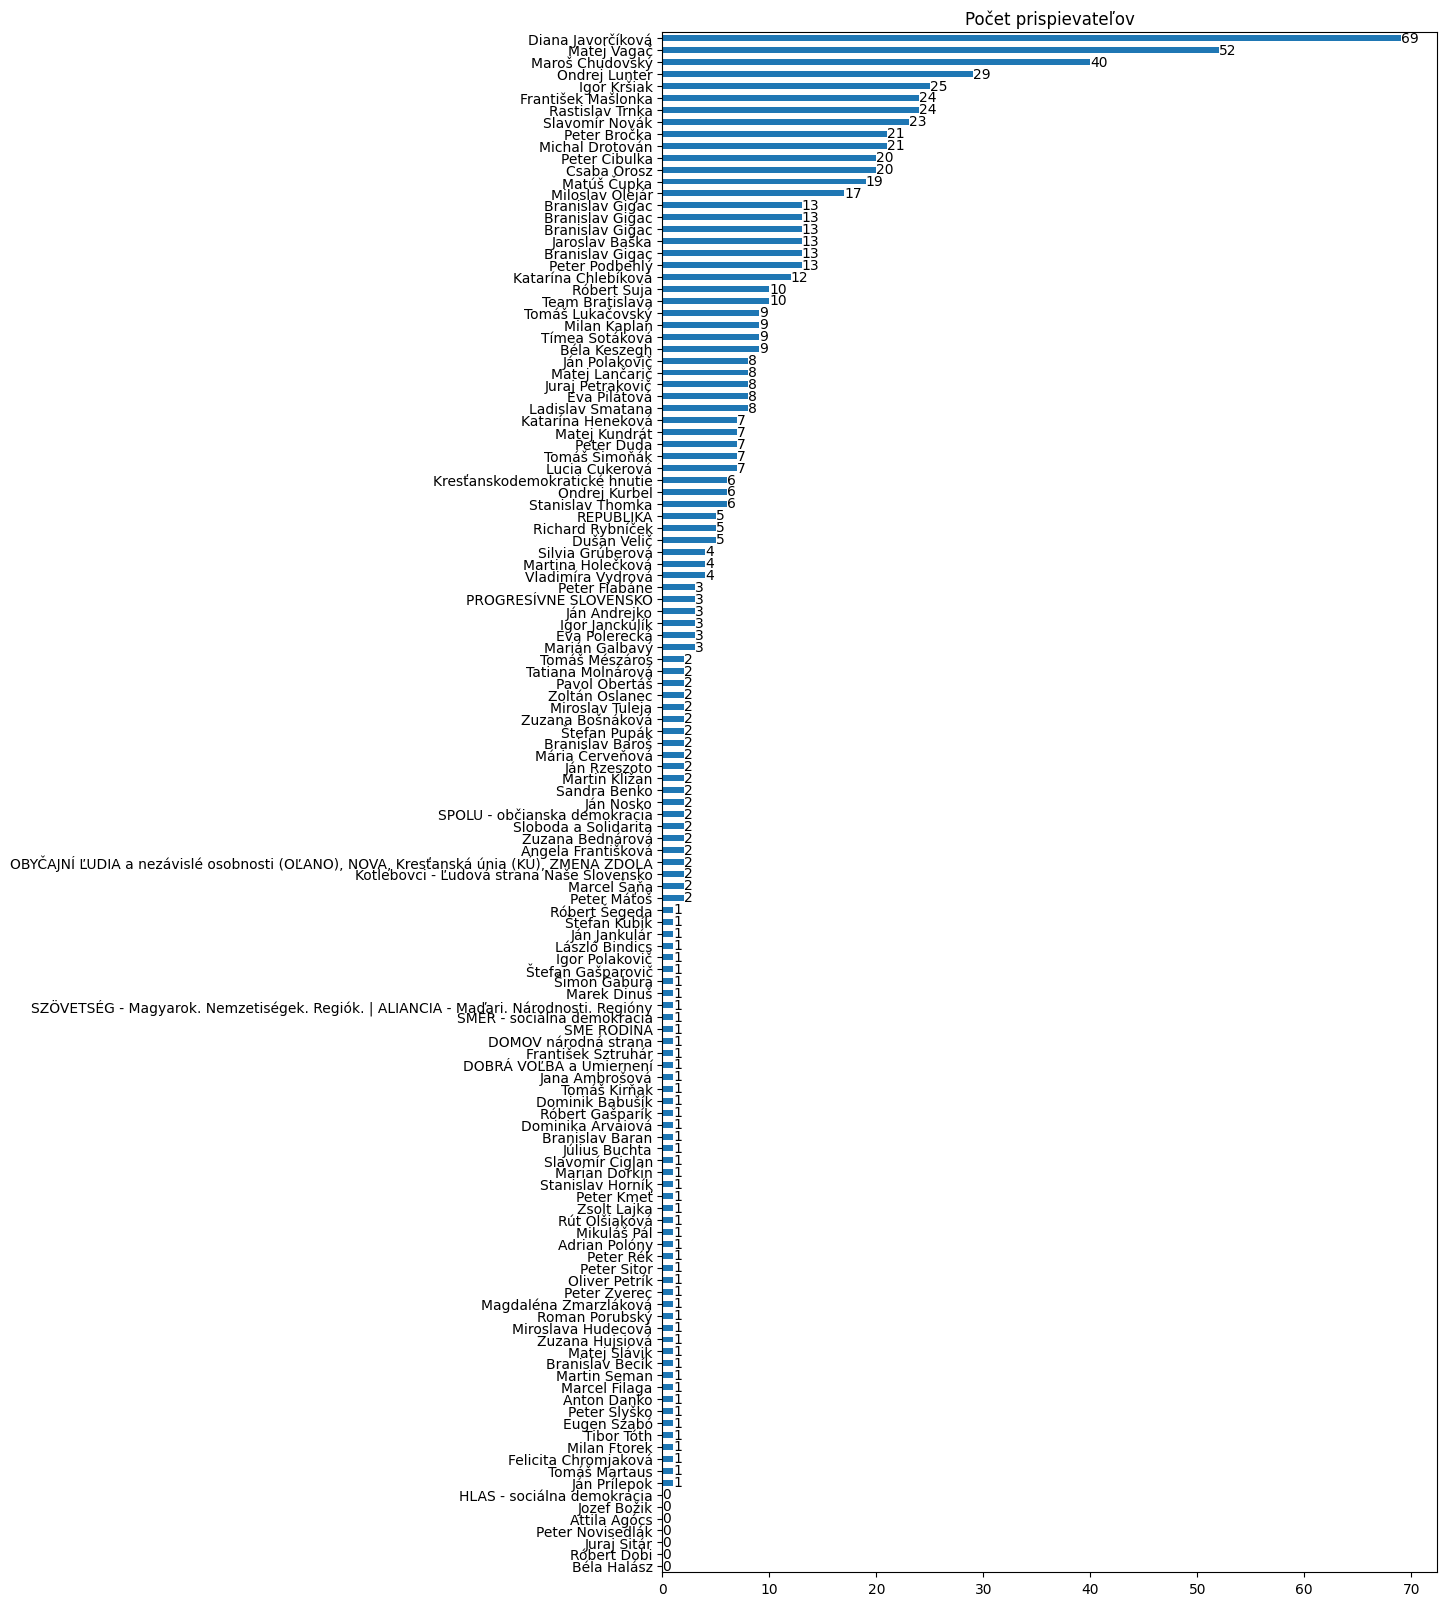 Počet prispievateľov
Diana Javorčíková 69
Matej Vagač 52
Maroš Chudovský 40
Ondrej Lunter 29
Igor Kršiak 25
František Mašlonka 24
Rastislav Trnka 24
Slavomír Novák 23
Peter Bročka 21
Michal Drotován 21
Peter Cibulka 20
Csaba Orosz 20
Matúš Čupka 19
Miloslav Olejár 17
Branislav Gigac 13
Branislav Gigac 13
Branislav Gigac 13
Jaroslav Baška 13
Branislav Gigac 13
Peter Podbehlý 13
Katarína Chlebíková 12
Róbert Šuja 10
Team Bratislava 10
Tomáš Lukačovský 9
Milan Kaplan 9
Tímea Sotáková 9
Béla Keszegh 9
Ján Polakovič 8
Matej Lančarič 8
Juraj Petrakovič 8
Eva Pilátová 8
Ladislav Smatana 8
Katarína Heneková 7
Matej Kundrát 7
Peter Duda 7
Tomáš Šimoňák 7
Lucia Cukerová 7
Kresťanskodemokratické hnutie 6
Ondrej Kurbel 6
Stanislav Thomka 6
REPUBLIKA 5
Richard Rybníček 5
Dušan Velič 5
Silvia Grúberová 4
Martina Holečková 4
Vladimíra Vydrová 4
Peter Fiabáne 3
PROGRESÍVNE SLOVENSKO 3
Ján Andrejko 3
Igor Janckulík 3
Eva Polerecká 3
Marián Galbavý 3
Tomáš Mészáros 2
Tatiana Molnárová 2
Pavol Obertáš 2
Zoltán Oslanec 2
Miroslav Tuleja 2
Zuzana Bošnáková 2
Štefan Pupák 2
Branislav Baroš 2
Mária Červeňová 2
Ján Rzeszoto 2
Martin Kližan 2
Sandra Benko 2
Ján Nosko 2
SPOLU - občianska demokracia 2
Sloboda a Solidarita 2
Zuzana Bednárová 2
Angela Františková 2
OBYČAJNÍ ĽUDIA a nezávislé osobnosti (OĽANO), NOVA, Kresťanská únia (KÚ), ZMENA ZDOLA 2
Kotlebovci - Ľudová strana Naše Slovensko 2
Marcel Šaňa 2
Peter Matoš 2
Róbert Šegeda 1
Štefan Kubík 1
Ján Jankulár 1
László Bindics 1
Igor Polakovič 1
Štefan Gašparovič 1
Šimon Gabura 1
Marek Dinuš 1
SZÖVETSÉG - Magyarok. Nemzetiségek. Regiók. | ALIANCIA - Maďari. Národnosti. Regióny 1
SMER - sociálna demokracia 1
SME RODINA 1
DOMOV národná strana 1
František Sztruhár 1
DOBRÁ VOĽBA a Umiernení 1
Jana Ambrošová 1
Tomáš Kirňak 1
Dominik Babušík 1
Róbert Gašparík 1
Dominika Arvaiová 1
Branislav Baran 1
Július Buchta 1
Slavomír Ciglan 1
Marian Dorkin 1
Stanislav Horník 1
Peter Kmeť 1
Zsolt Lajka 1
Rút Olšiaková 1
Mikuláš Pál 1
Adrian Polóny 1
Peter Rék 1
Peter Sitor 1
Oliver Petrík 1
Peter Zverec 1
Magdaléna Zmarzláková 1
Roman Porubský 1
Miroslava Hudecová 1
Zuzana Hujsiová 1
Matej Slávik 1
Branislav Becík 1
Martin Seman 1
Marcel Filaga 1
Anton Danko 1
Peter Slyško 1
Eugen Szabó 1
Tibor Tóth 1
Milan Ftorek 1
Felicita Chromjaková 1
Tomáš Martaus 1
Ján Prílepok 1
HLAS - sociálna demokracia 0
Jozef Božik 0
Attila Agócs 0
Peter Novisedlák 0
Juraj Sitár 0
Róbert Dobi 0
Béla Halász 0
0 10 20 30 40 50 60 70